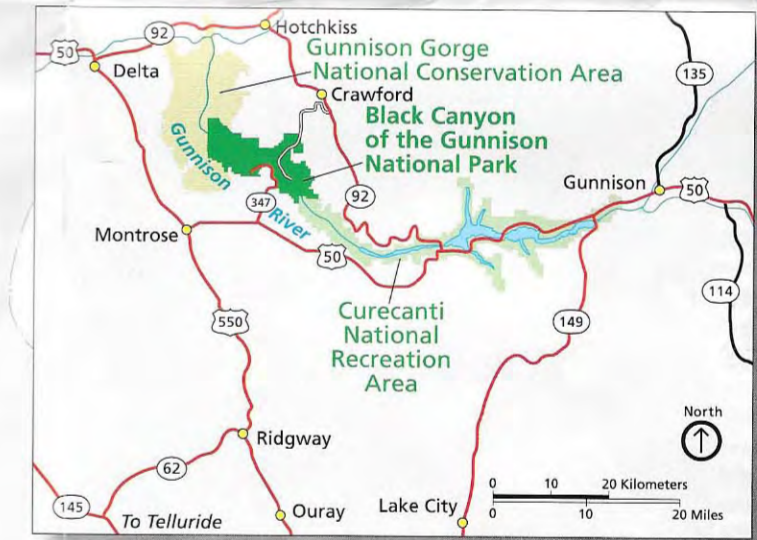 92
Hotchkiss
50
Delta
Gunnison Gorge
National Conservation Area
135
Crawford
Black Canyon
of the Gunnison
National Park
Gunnison
River
347
92
Gunnison
50
Montrose
50
114
Curecanti
National
Recreation
Area
550
149
North
Ridgway
62
0 10 20 Kilometers
0 10 20 Miles
145
To Telluride
Ouray
Lake City